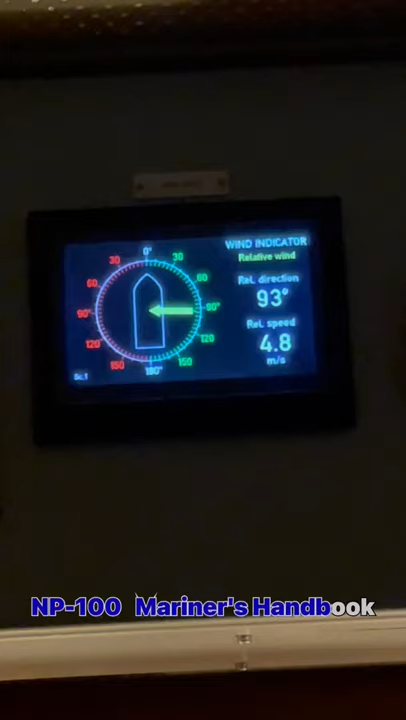 WIND INDICATOR
Relative wind
Rel. direction
93°
Rel. speed
4.8
m/s
0°
30 30
60 60
90° 90°
120 120
150 150
180°
NP-100 Mariner's Handbook